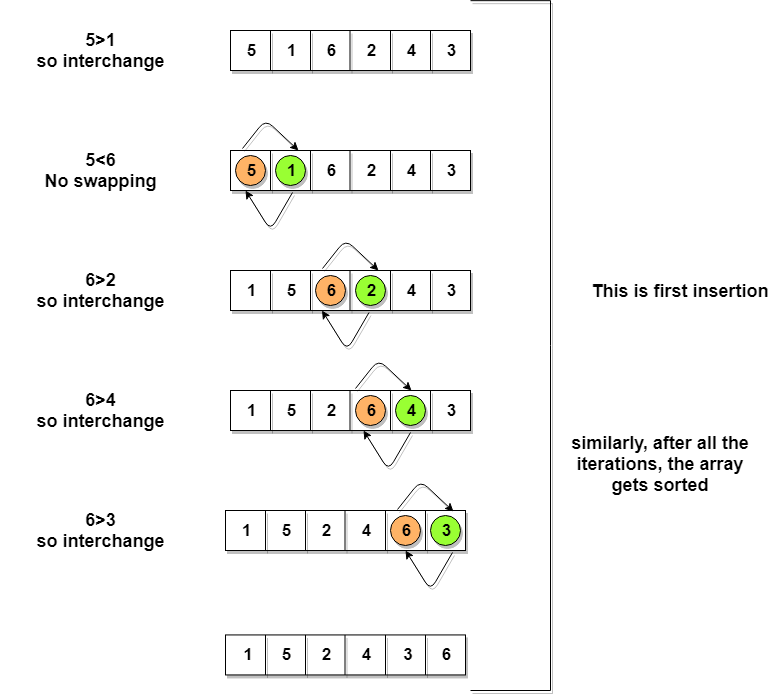 5>1
so interchange
5 1 6 2 4 3
5<6
No swapping
5 1 6 2 4 3
6>2
so interchange
1 5 6 2 4 3
This is first insertion
6>4
so interchange
1 5 2 6 4 3
similarly, after all the
iterations, the array
gets sorted
6>3
so interchange
1 5 2 4 6 3
1 5 2 4 3 6